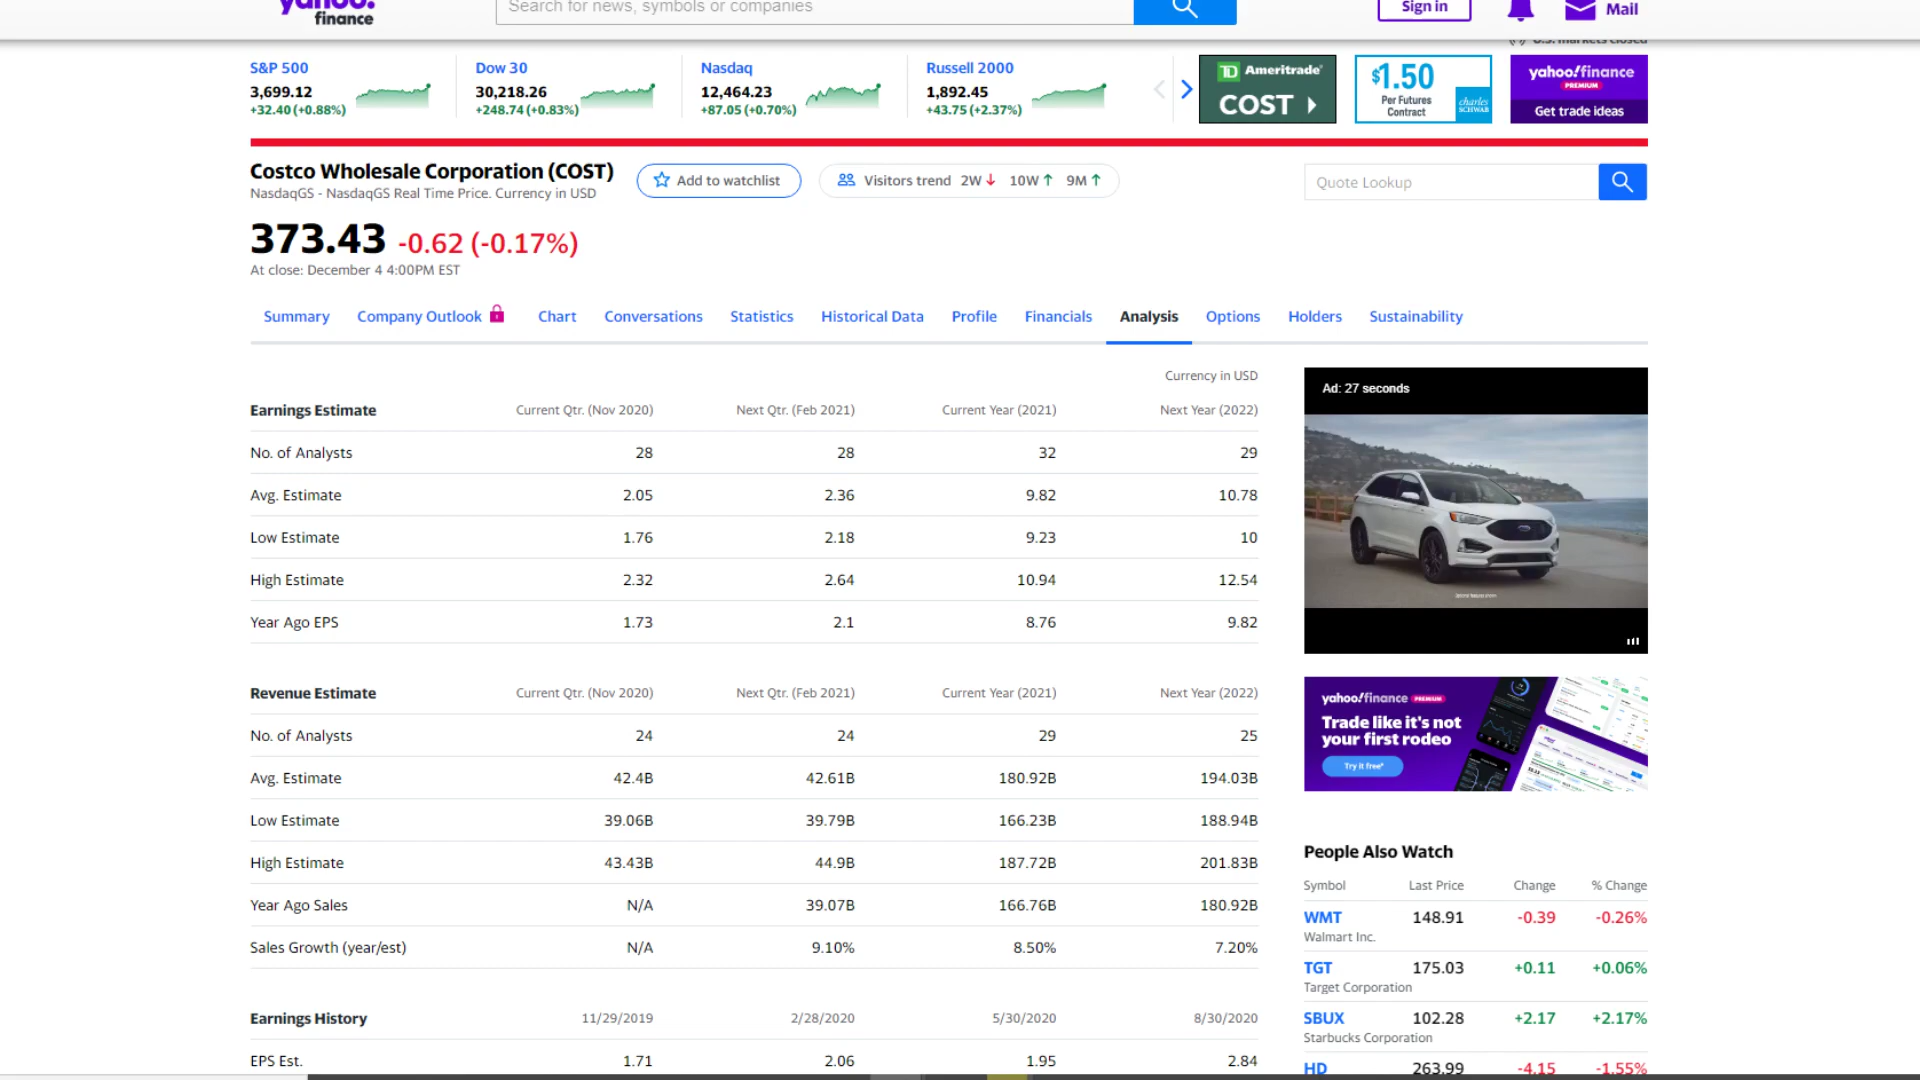 yahoo!
finance
Search for news, symbols or companies
Sign in
Mail
U.S. markets closed
S&P 500
3,699.12
+32.40 (+0.88%)
Dow 30
30,218.26
+248.74 (+0.83%)
Nasdaq
12,464.23
+87.05 (+0.70%)
Russell 2000
1,892.45
+43.75 (+2.37%)
TD Ameritrade
COST
$1.50
Per Futures
Contract
charles
SCHWAB
yahoo!finance
PREMIUM
Get trade ideas
Costco Wholesale Corporation (COST)
NasdaqGS - NasdaqGS Real Time Price. Currency in USD
Add to watchlist
Visitors trend 2W ↓ 10W ↑ 9M ↑
Quote Lookup
373.43 -0.62 (-0.17%)
At close: December 4 4:00PM EST
Summary Company Outlook Chart Conversations Statistics Historical Data Profile Financials Analysis Options Holders Sustainability
Currency in USD
Earnings Estimate Current Qtr. (Nov 2020) Next Qtr. (Feb 2021) Current Year (2021) Next Year (2022)
No. of Analysts 28 28 32 29
Avg. Estimate 2.05 2.36 9.82 10.78
Low Estimate 1.76 2.18 9.23 10
High Estimate 2.32 2.64 10.94 12.54
Year Ago EPS 1.73 2.1 8.76 9.82
Revenue Estimate Current Qtr. (Nov 2020) Next Qtr. (Feb 2021) Current Year (2021) Next Year (2022)
No. of Analysts 24 24 29 25
Avg. Estimate 42.4B 42.61B 180.92B 194.03B
Low Estimate 39.06B 39.79B 166.23B 188.94B
High Estimate 43.43B 44.9B 187.72B 201.83B
Year Ago Sales N/A 39.07B 166.76B 180.92B
Sales Growth (year/est) N/A 9.10% 8.50% 7.20%
Earnings History 11/29/2019 2/28/2020 5/30/2020 8/30/2020
EPS Est. 1.71 2.06 1.95 2.84
Ad: 27 seconds
Optional features shown
yahoo!finance PREMIUM
Trade like it's not
your first rodeo
Try it free*
People Also Watch
Symbol Last Price Change % Change
WMT 148.91 -0.39 -0.26%
Walmart Inc.
TGT 175.03 +0.11 +0.06%
Target Corporation
SBUX 102.28 +2.17 +2.17%
Starbucks Corporation
HD 263.99 -4.15 -1.55%